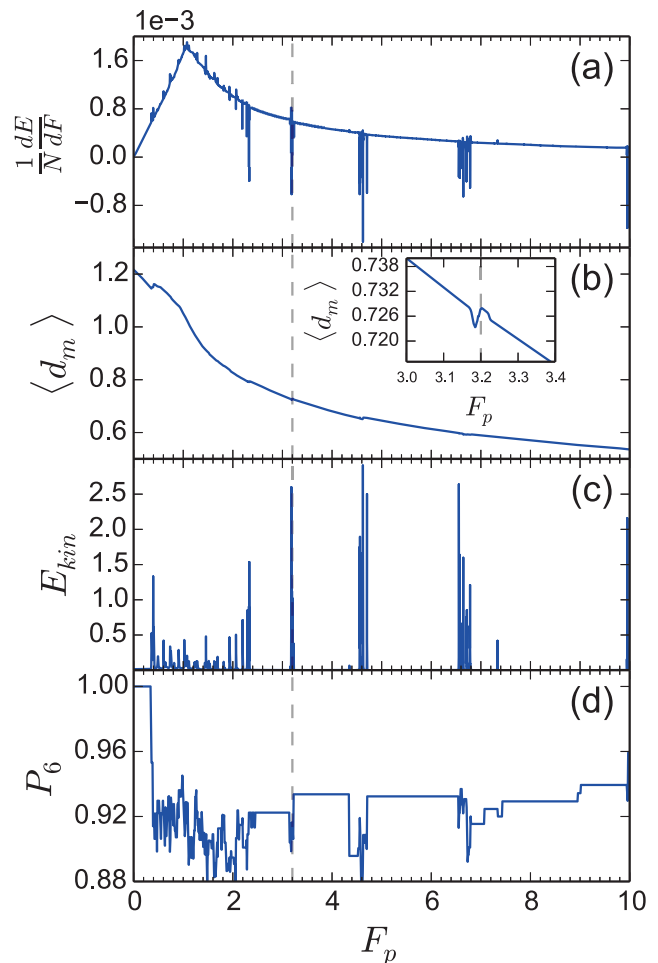 1e−3
1.6
0.8
0.0
−0.8
1/N dE/dF
(a)
1.2
1.0
0.8
0.6
⟨d_m⟩
(b)
0.738
0.732
0.726
0.720
⟨d_m⟩
3.0 3.1 3.2 3.3 3.4
F_p
2.5
2.0
1.5
1.0
0.5
E_kin
(c)
1.00
0.96
0.92
0.88
P_6
(d)
0 2 4 6 8 10
F_p